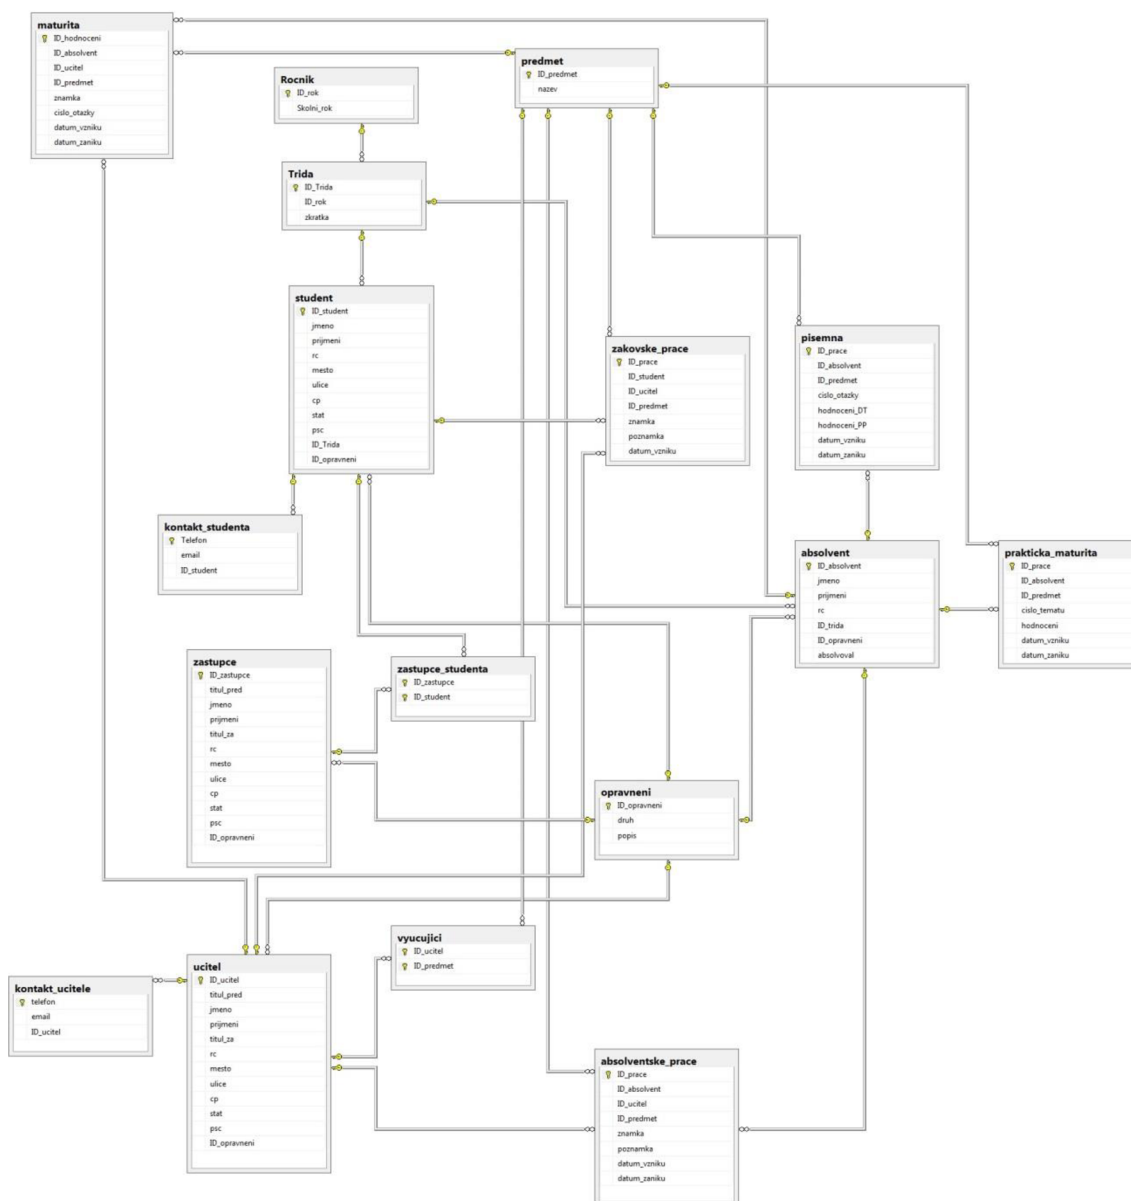 maturita
ID_hodnoceni
ID_absolvent
ID_ucitel
ID_predmet
znamka
cislo_otazky
datum_vzniku
datum_zaniku
Rocnik
ID_rok
Skolni_rok
predmet
ID_predmet
nazev
Trida
ID_Trida
ID_rok
zkratka
student
ID_student
jmeno
prijmeni
rc
mesto
ulice
cp
stat
psc
ID_Trida
ID_opravneni
zakovske_prace
ID_prace
ID_student
ID_ucitel
ID_predmet
znamka
poznamka
datum_vzniku
pisemna
ID_prace
ID_absolvent
ID_predmet
cislo_otazky
hodnoceni_DT
hodnoceni_PP
datum_vzniku
datum_zaniku
kontakt_studenta
Telefon
email
ID_student
absolvent
ID_absolvent
jmeno
prijmeni
rc
ID_trida
ID_opravneni
absolvoval
prakticka_maturita
ID_prace
ID_absolvent
ID_predmet
cislo_tematu
hodnoceni
datum_vzniku
datum_zaniku
zastupce
ID_zastupce
titul_pred
jmeno
prijmeni
titul_za
rc
mesto
ulice
cp
stat
psc
ID_opravneni
zastupce_studenta
ID_zastupce
ID_student
opravneni
ID_opravneni
druh
popis
vyucujici
ID_ucitel
ID_predmet
kontakt_ucitele
telefon
email
ID_ucitel
ucitel
ID_ucitel
titul_pred
jmeno
prijmeni
titul_za
rc
mesto
ulice
cp
stat
psc
ID_opravneni
absolventske_prace
ID_prace
ID_absolvent
ID_ucitel
ID_predmet
znamka
poznamka
datum_vzniku
datum_zaniku